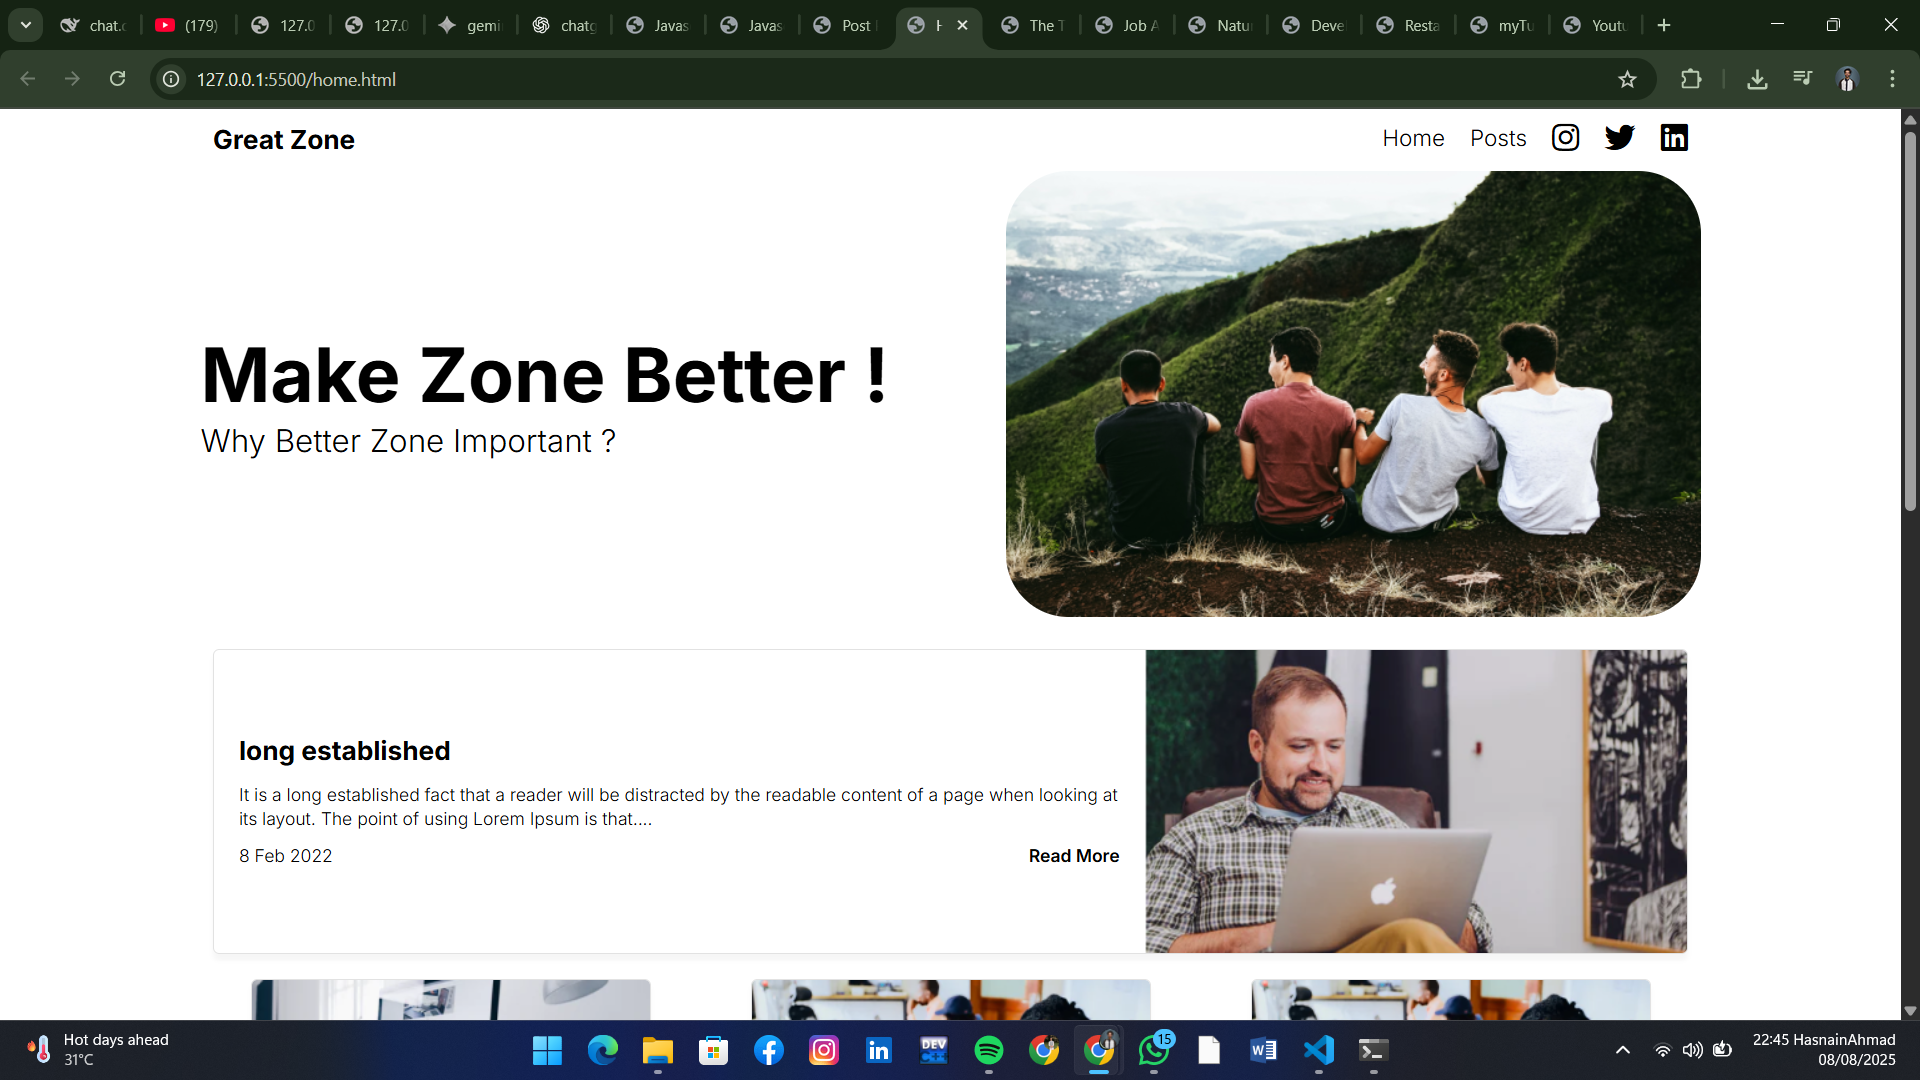 chat.c
(179)
127.0
127.0
gemi
chatg
Javas
Javas
Post
The T
Job A
Natu
Deve
Resta
myTu
Youtu
127.0.0.1:5500/home.html
Great Zone
Home Posts
Make Zone Better !
Why Better Zone Important ?
long established
It is a long established fact that a reader will be distracted by the readable content of a page when looking at
its layout. The point of using Lorem Ipsum is that....
8 Feb 2022 Read More
Hot days ahead
31°C
DEV
C++
15
22:45 HasnainAhmad
08/08/2025